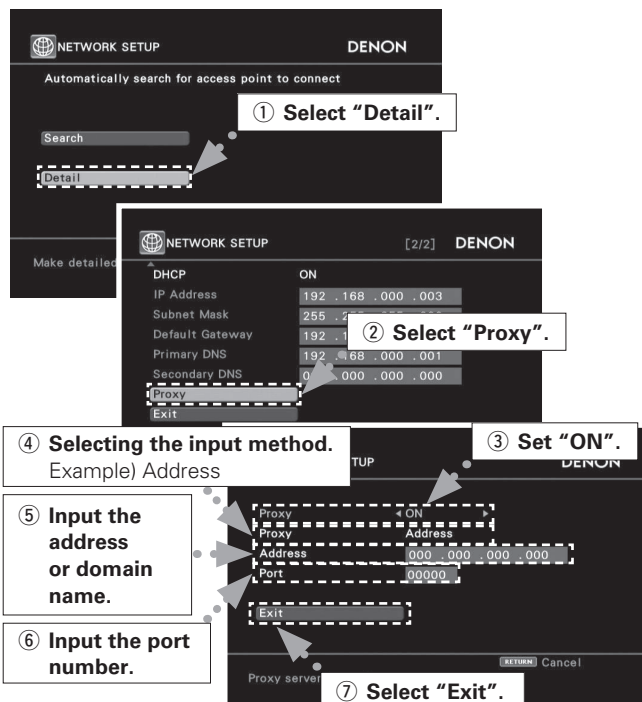 NETWORK SETUP DENON
Automatically search for access point to connect
① Select “Detail”.
Search
Detail
Make detailed
NETWORK SETUP [2/2] DENON
DHCP ON
IP Address 192 .168 .000 .003
Subnet Mask 255 .
Default Gateway 192 .
② Select “Proxy”.
Primary DNS 192 .168 .000 .001
Secondary DNS .000 .000 .000
Proxy
Exit
④ Selecting the input method.
Example) Address
③ Set “ON”.
TUP DENON
Proxy ON
Proxy Address
⑤ Input the
address
or domain
name.
Address 000 .000 .000 .000
Port 00000
⑥ Input the port
number.
Exit
RETURN Cancel
Proxy server
⑦ Select “Exit”.